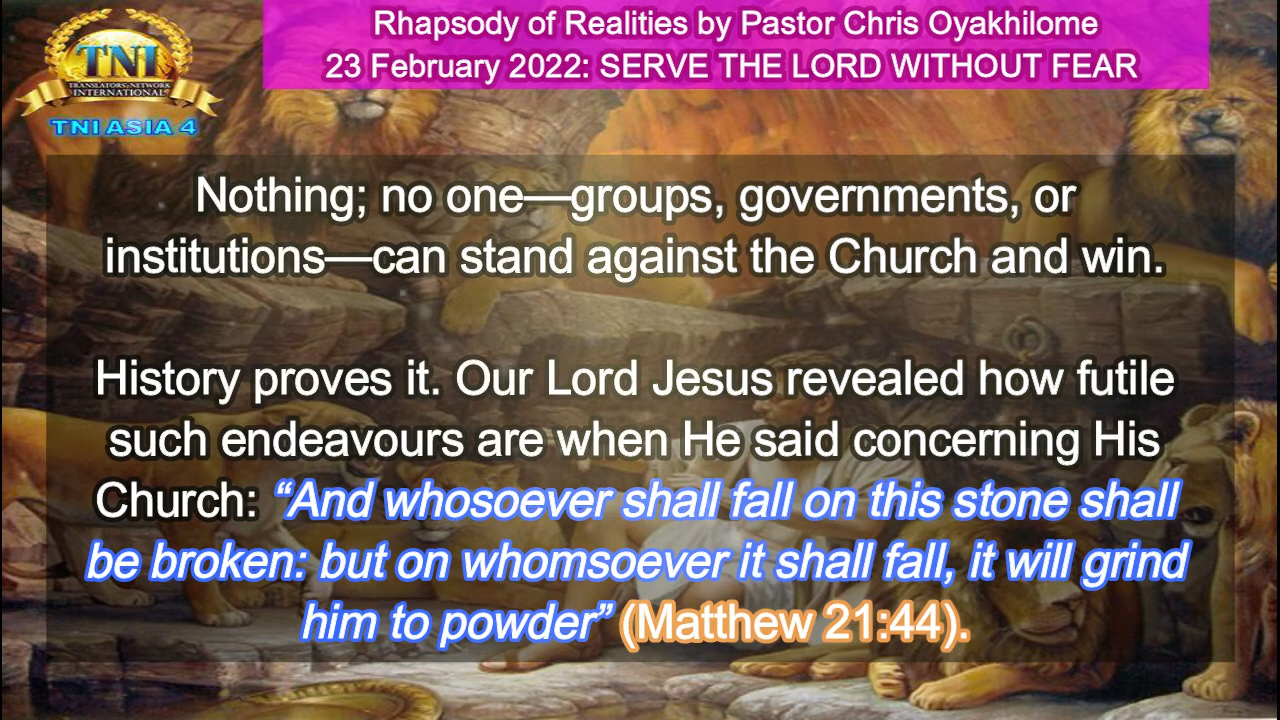 Rhapsody of Realities by Pastor Chris Oyakhilome
23 February 2022: SERVE THE LORD WITHOUT FEAR
TNI
TRANSLATORS NETWORK
INTERNATIONAL
TNI ASIA 4
Nothing; no one—groups, governments, or
institutions—can stand against the Church and win.
History proves it. Our Lord Jesus revealed how futile
such endeavours are when He said concerning His
Church: “And whosoever shall fall on this stone shall
be broken: but on whomsoever it shall fall, it will grind
him to powder” (Matthew 21:44).